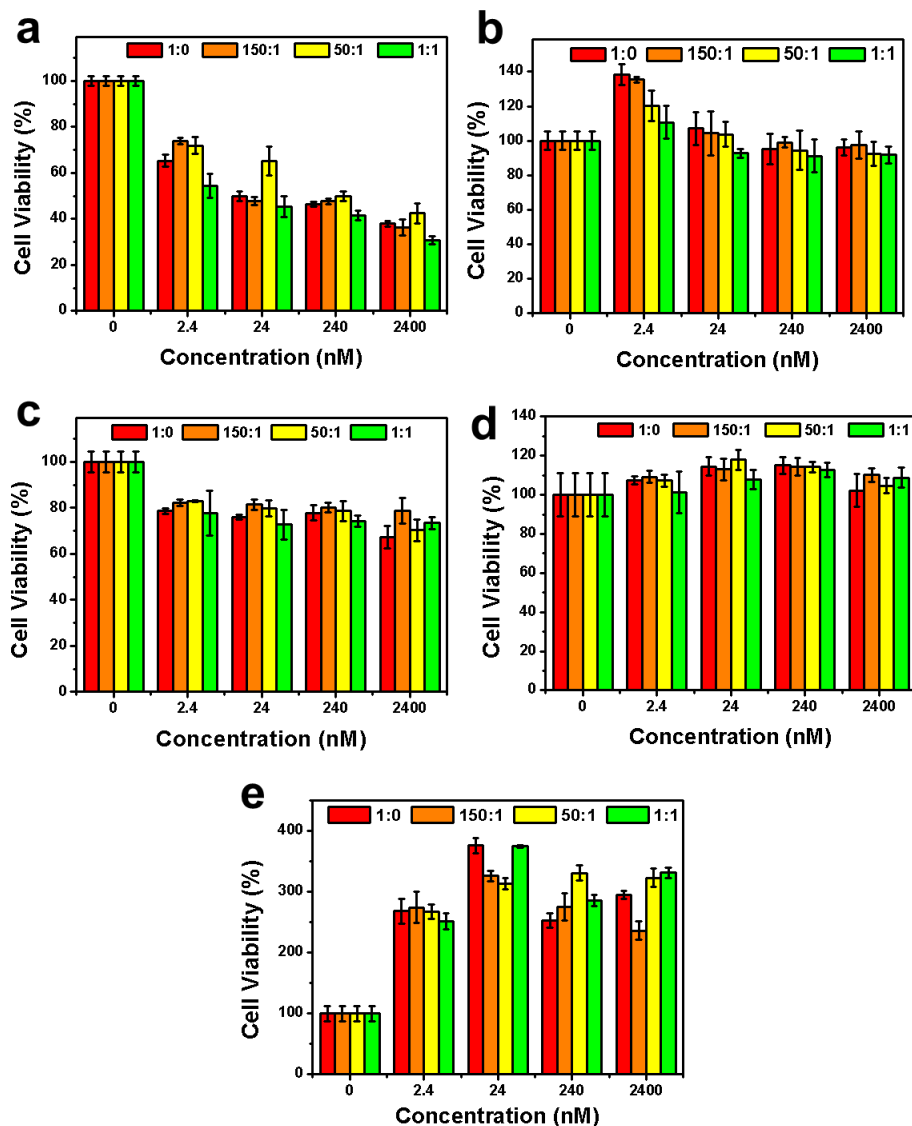 a
1:0 150:1 50:1 1:1
100
80
60
40
20
0
Cell Viability (%)
0 2.4 24 240 2400
Concentration (nM)
b
1:0 150:1 50:1 1:1
140
120
100
80
60
40
20
0
Cell Viability (%)
0 2.4 24 240 2400
Concentration (nM)
c
1:0 150:1 50:1 1:1
100
80
60
40
20
0
Cell Viability (%)
0 2.4 24 240 2400
Concentration (nM)
d
1:0 150:1 50:1 1:1
140
120
100
80
60
40
20
0
Cell Viability (%)
0 2.4 24 240 2400
Concentration (nM)
e
1:0 150:1 50:1 1:1
400
300
200
100
0
Cell Viability (%)
0 2.4 24 240 2400
Concentration (nM)